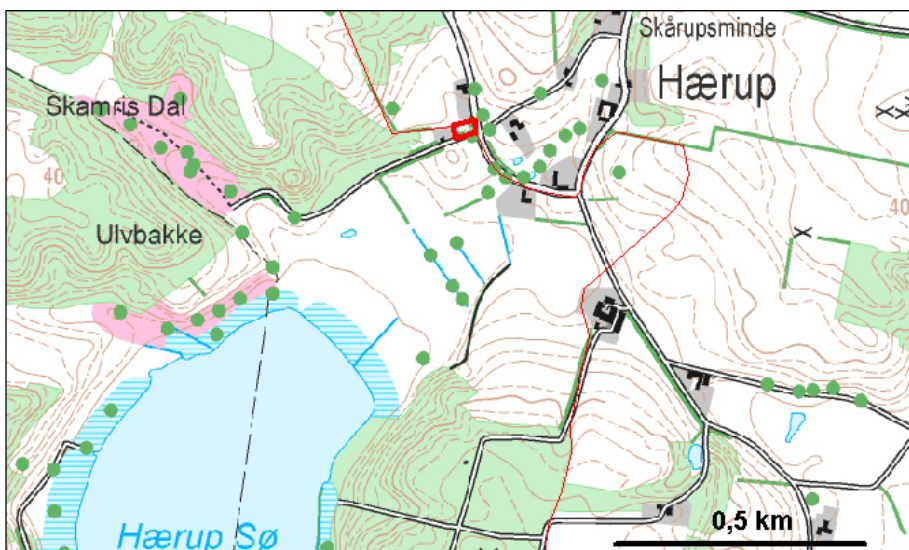 Skårupsminde
Hærup
Skamris Dal
40
Ulvbakke
40
Hærup Sø
0,5 km